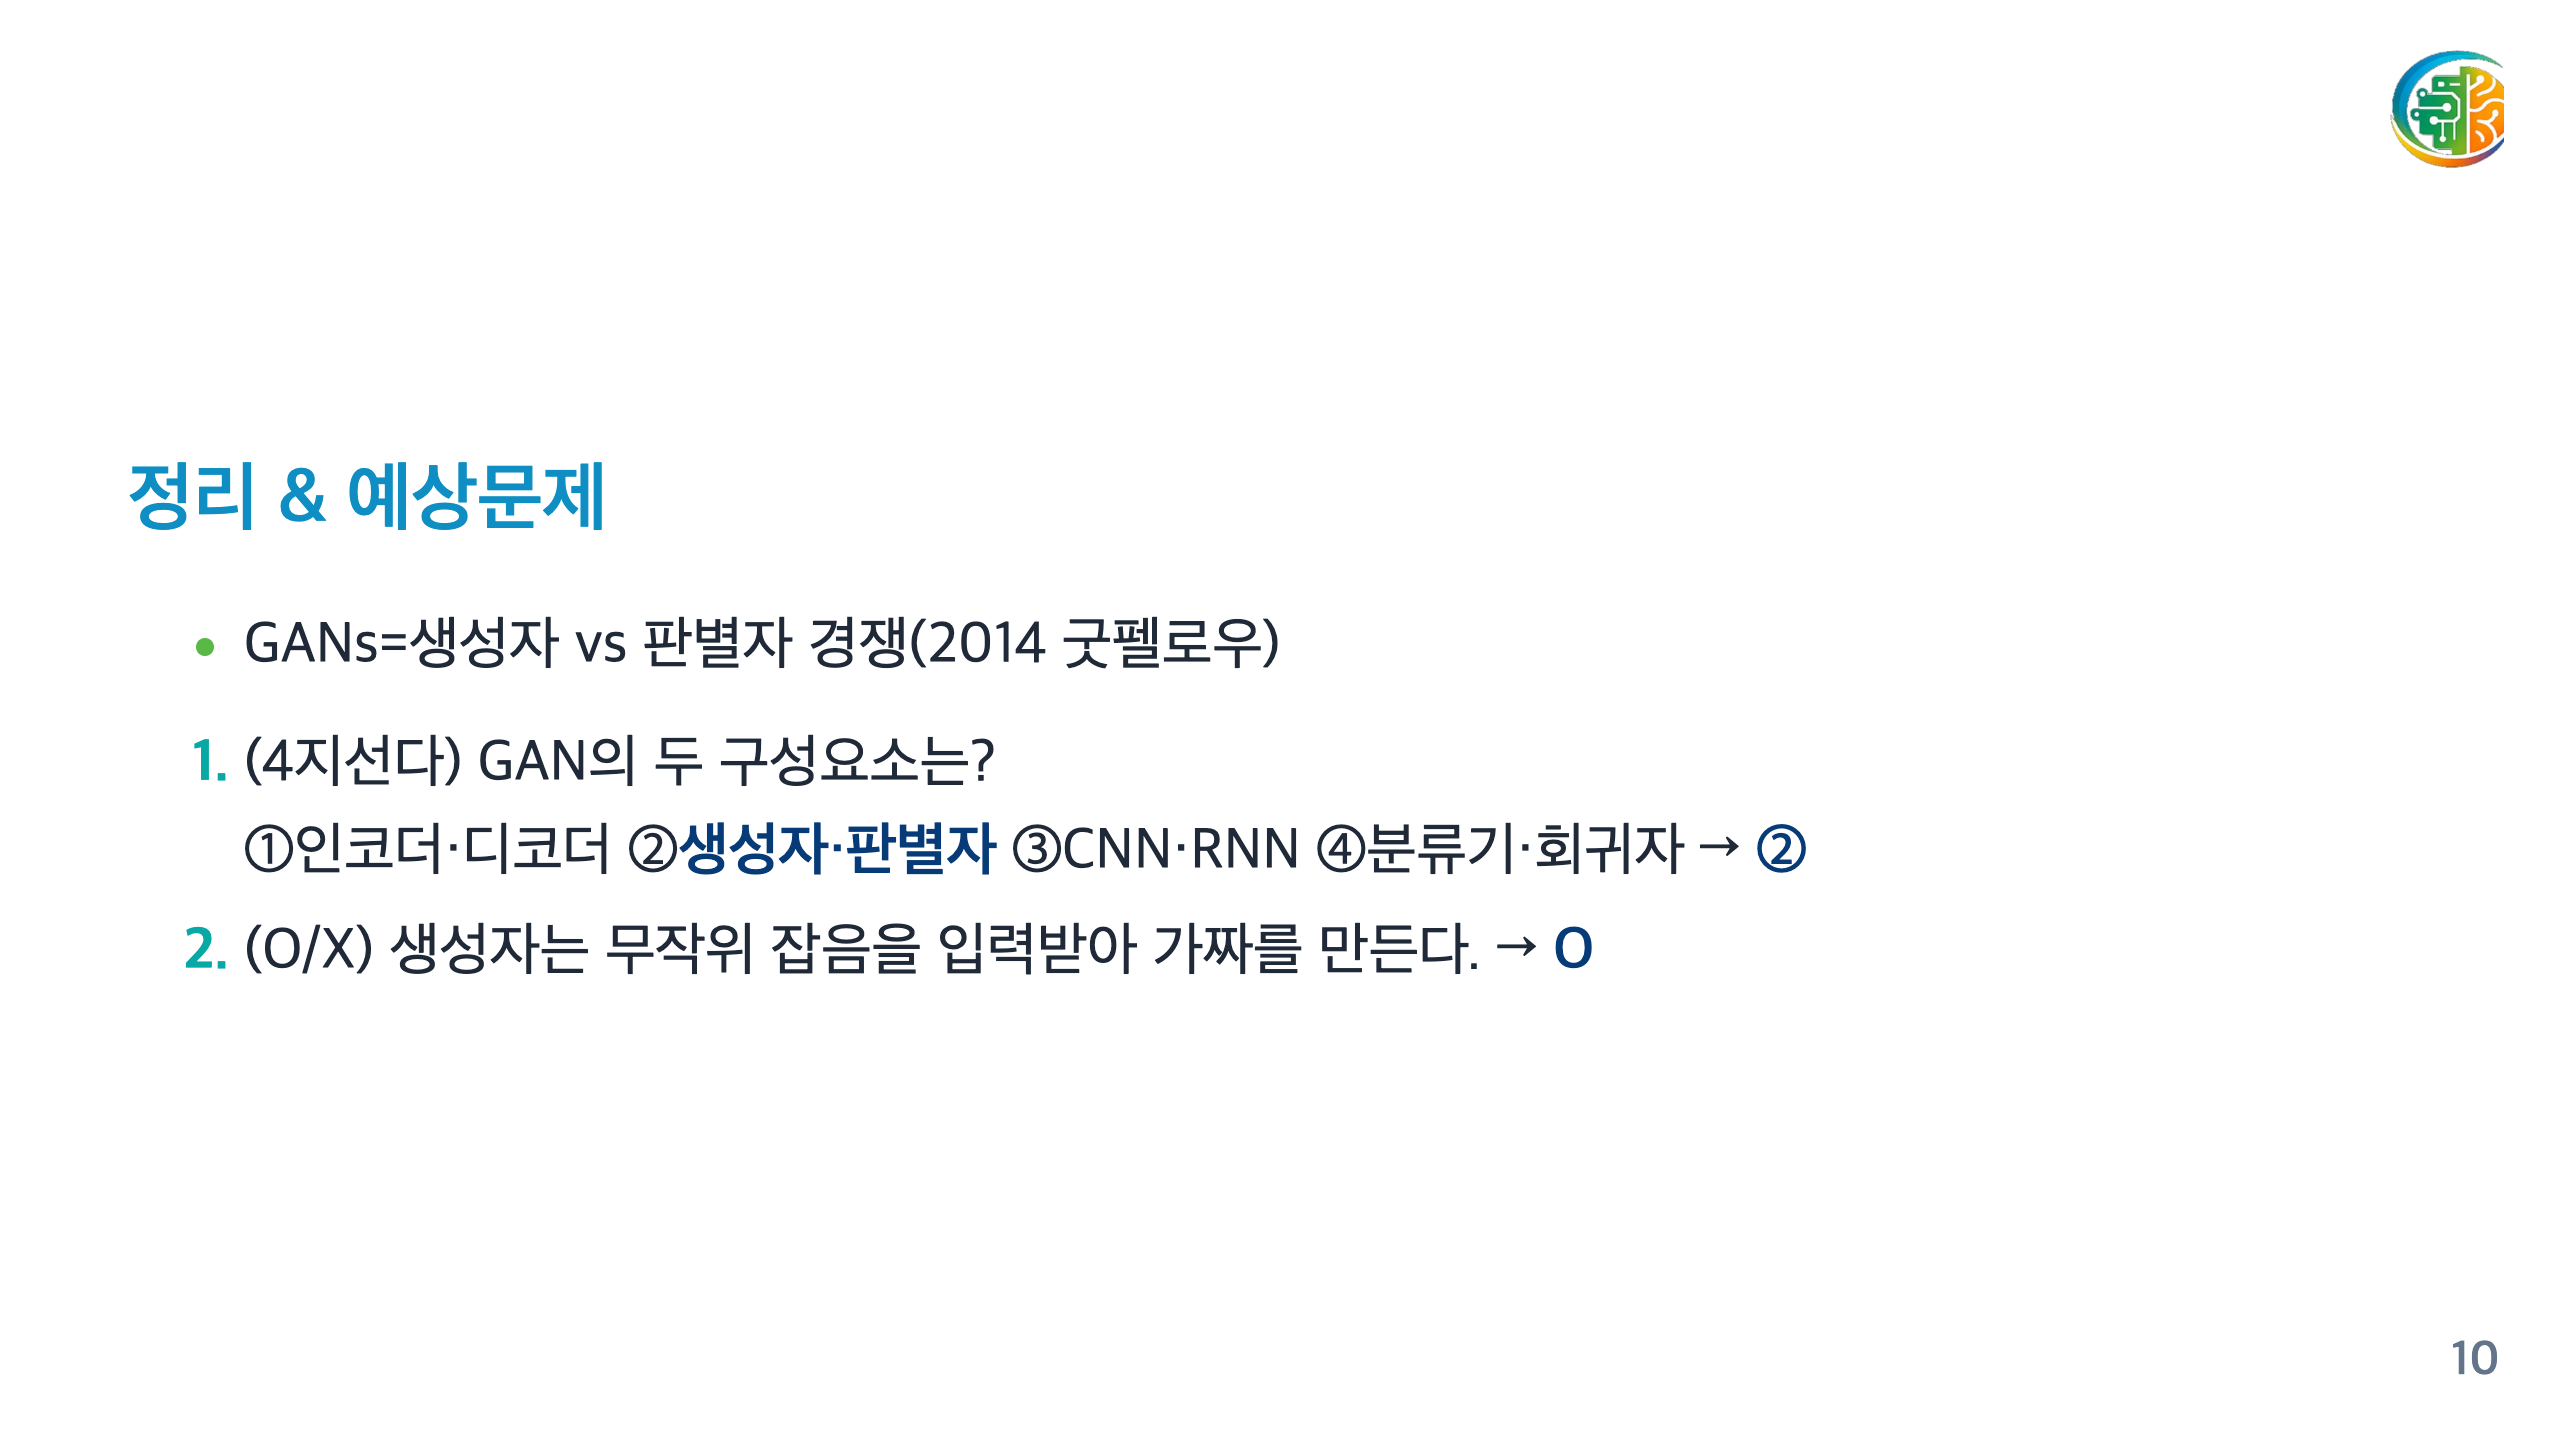 정리 & 예상문제
• GANs=생성자 vs 판별자 경쟁(2014 굿펠로우)
1. (4지선다) GAN의 두 구성요소는?
①인코더·디코더 ②생성자·판별자 ③CNN·RNN ④분류기·회귀자 → ②
2. (O/X) 생성자는 무작위 잡음을 입력받아 가짜를 만든다. → O
10